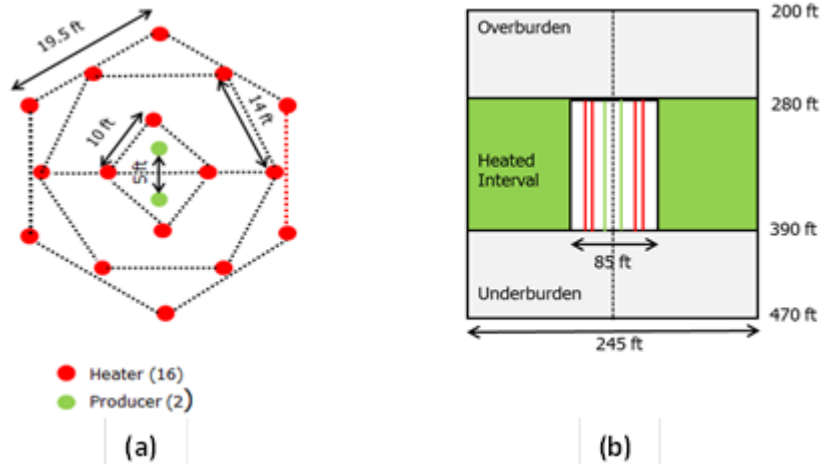 19.5 ft
14 ft
10 ft
5 ft
Heater (16)
Producer (2)
(a)
200 ft
Overburden
280 ft
Heated
Interval
390 ft
85 ft
Underburden
470 ft
245 ft
(b)